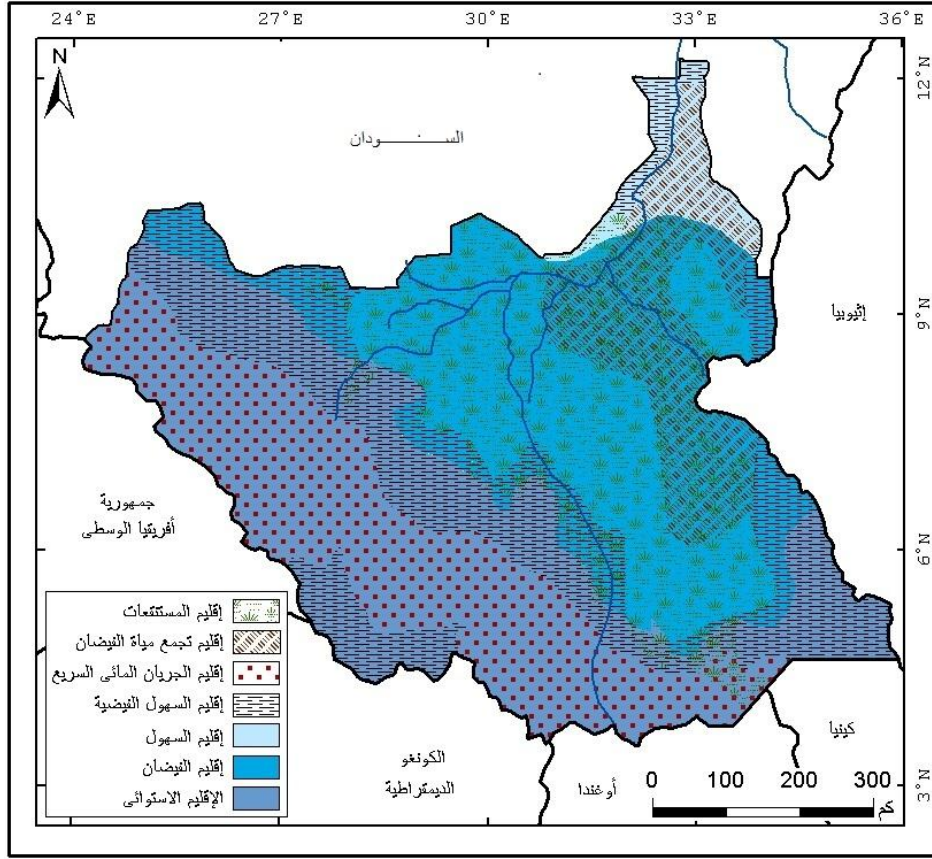 24°E 27°E 30°E 33°E 36°E
N
12°N
9°N
6°N
3°N
الســـــودان
إثيوبيا
جمهورية
أفريقيا الوسطى
إقليم المستنقعات
إقليم تجمع مياة الفيضان
إقليم الجريان المائى السريع
إقليم السهول الفيضية
إقليم السهول
إقليم الفيضان
الإقليم الاستوائى
الكونغو
الديمقراطية
أوغندا
كينيا
0 100 200 300
كم